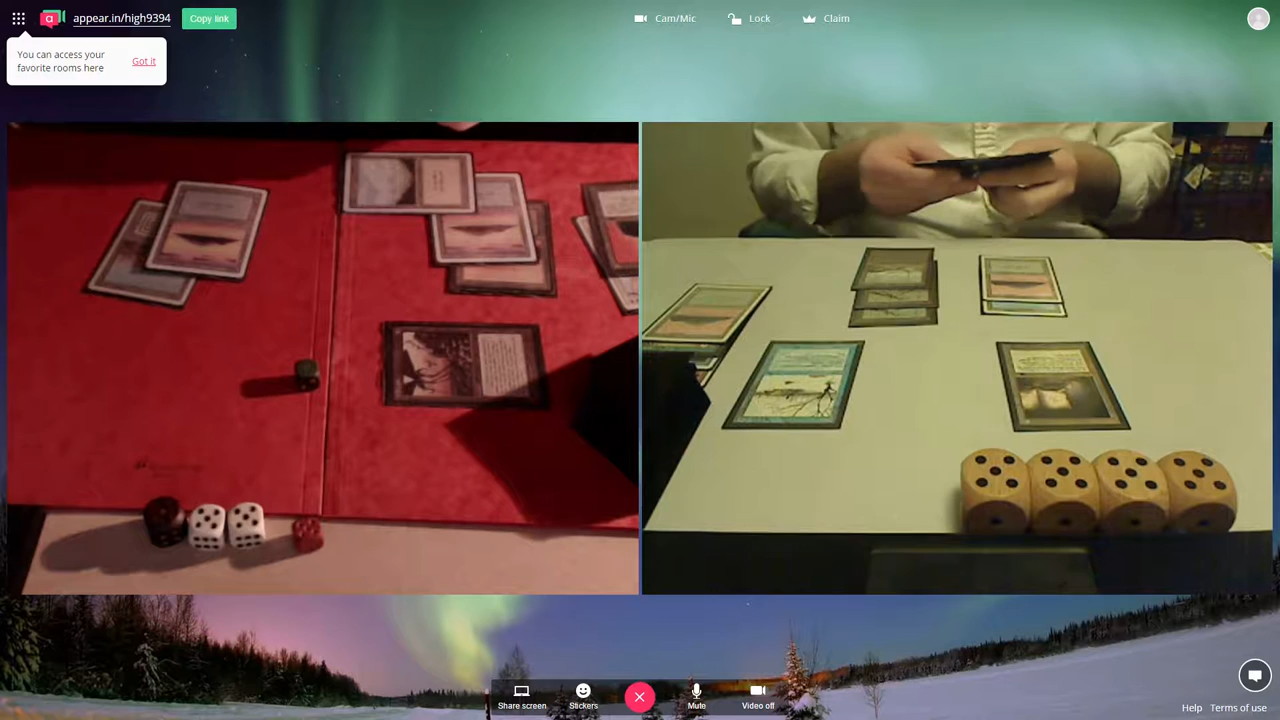 appear.in/high9394
Copy link
Cam/Mic
Lock
Claim
You can access your
favorite rooms here
Got it
Share screen
Stickers
Mute
Video off
Help
Terms of use